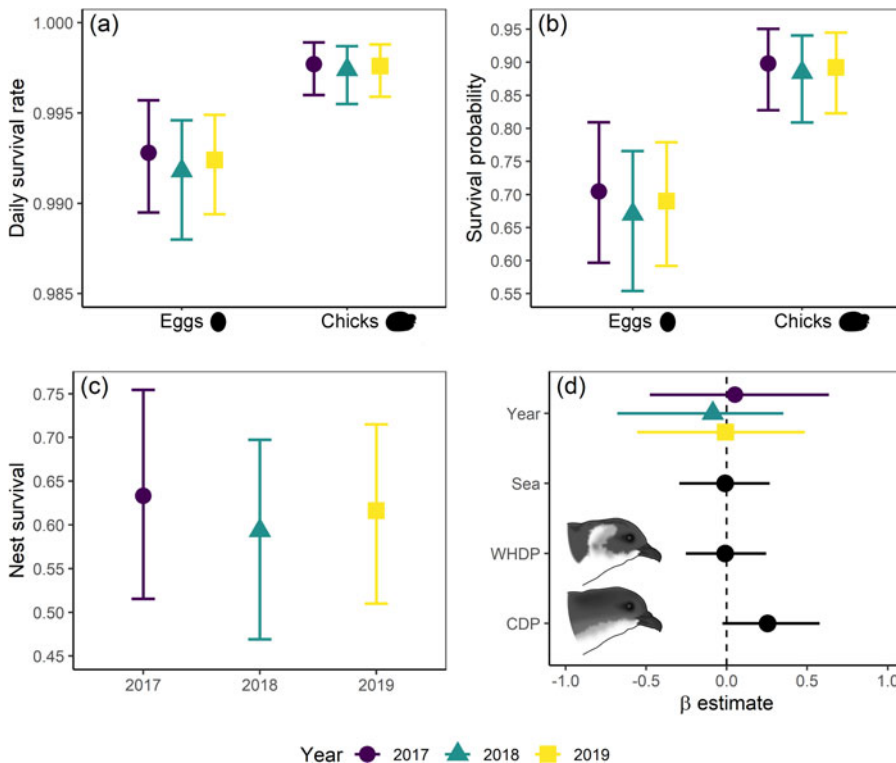 (a)
Daily survival rate
1.000
0.995
0.990
0.985
Eggs
Chicks
(b)
Survival probability
0.95
0.90
0.85
0.80
0.75
0.70
0.65
0.60
0.55
Eggs
Chicks
(c)
Nest survival
0.75
0.70
0.65
0.60
0.55
0.50
0.45
2017
2018
2019
(d)
Year
Sea
WHDP
CDP
-1.0
-0.5
0.0
0.5
1.0
β estimate
Year 2017 2018 2019